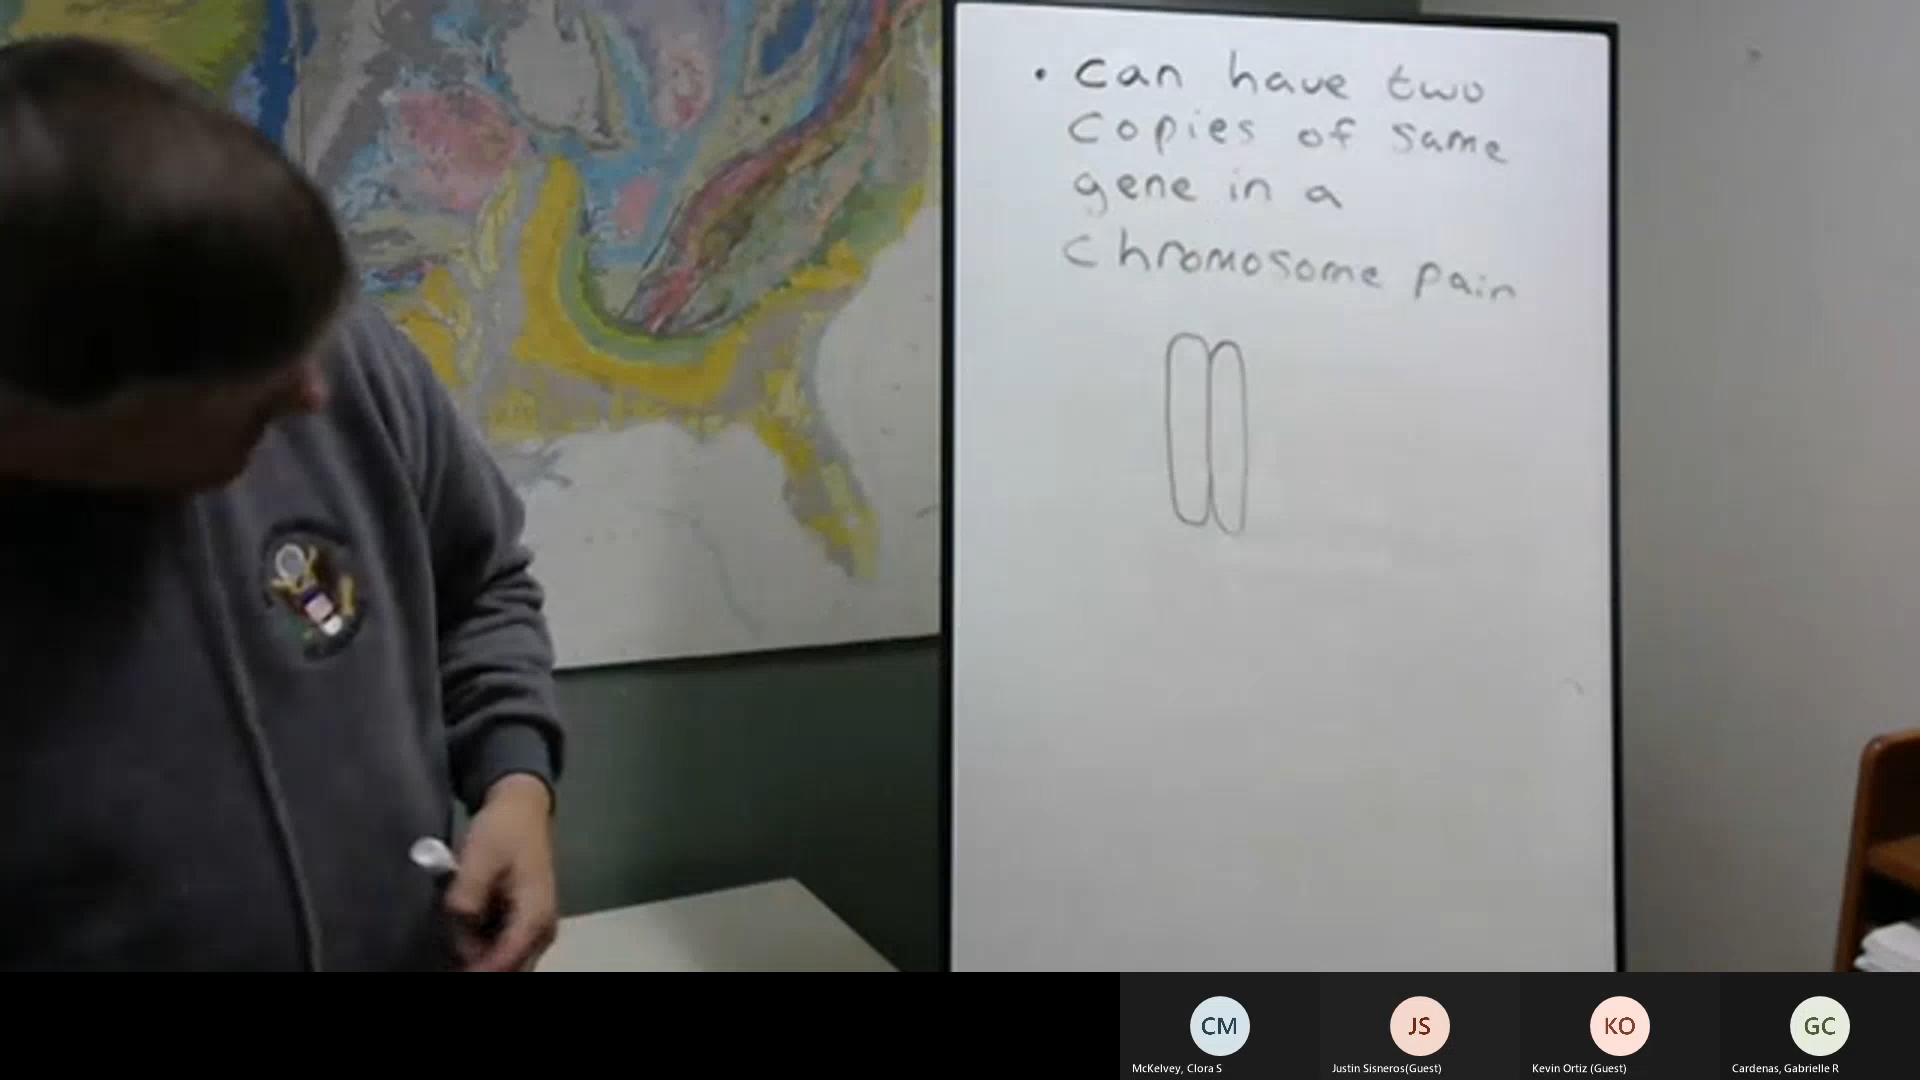 • can have two
copies of same
gene in a
chromosome pair
CM
JS
KO
GC
McKelvey, Clora S
Justin Sisneros(Guest)
Kevin Ortiz (Guest)
Cardenas, Gabrielle R